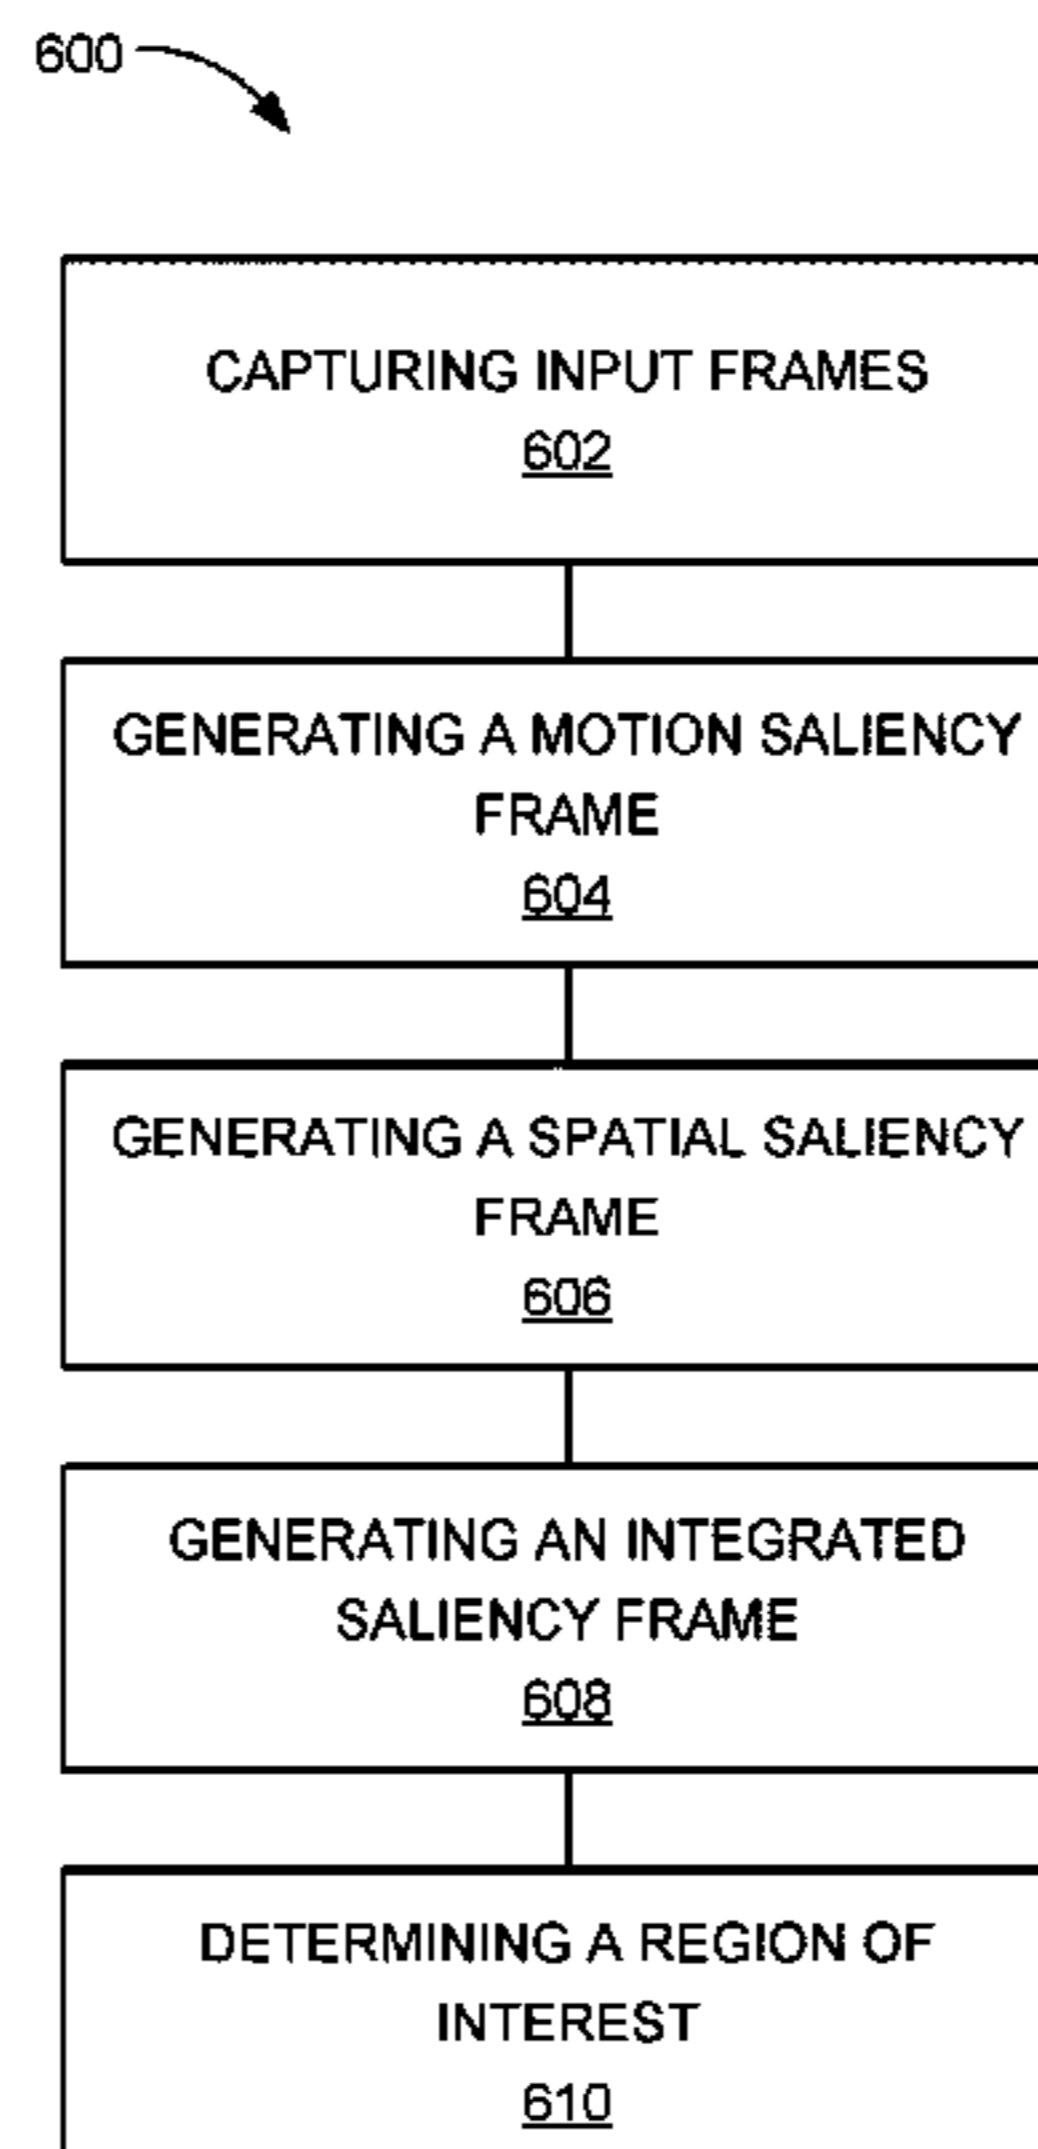 600
CAPTURING INPUT FRAMES
602
GENERATING A MOTION SALIENCY
FRAME
604
GENERATING A SPATIAL SALIENCY
FRAME
606
GENERATING AN INTEGRATED
SALIENCY FRAME
608
DETERMINING A REGION OF
INTEREST
610